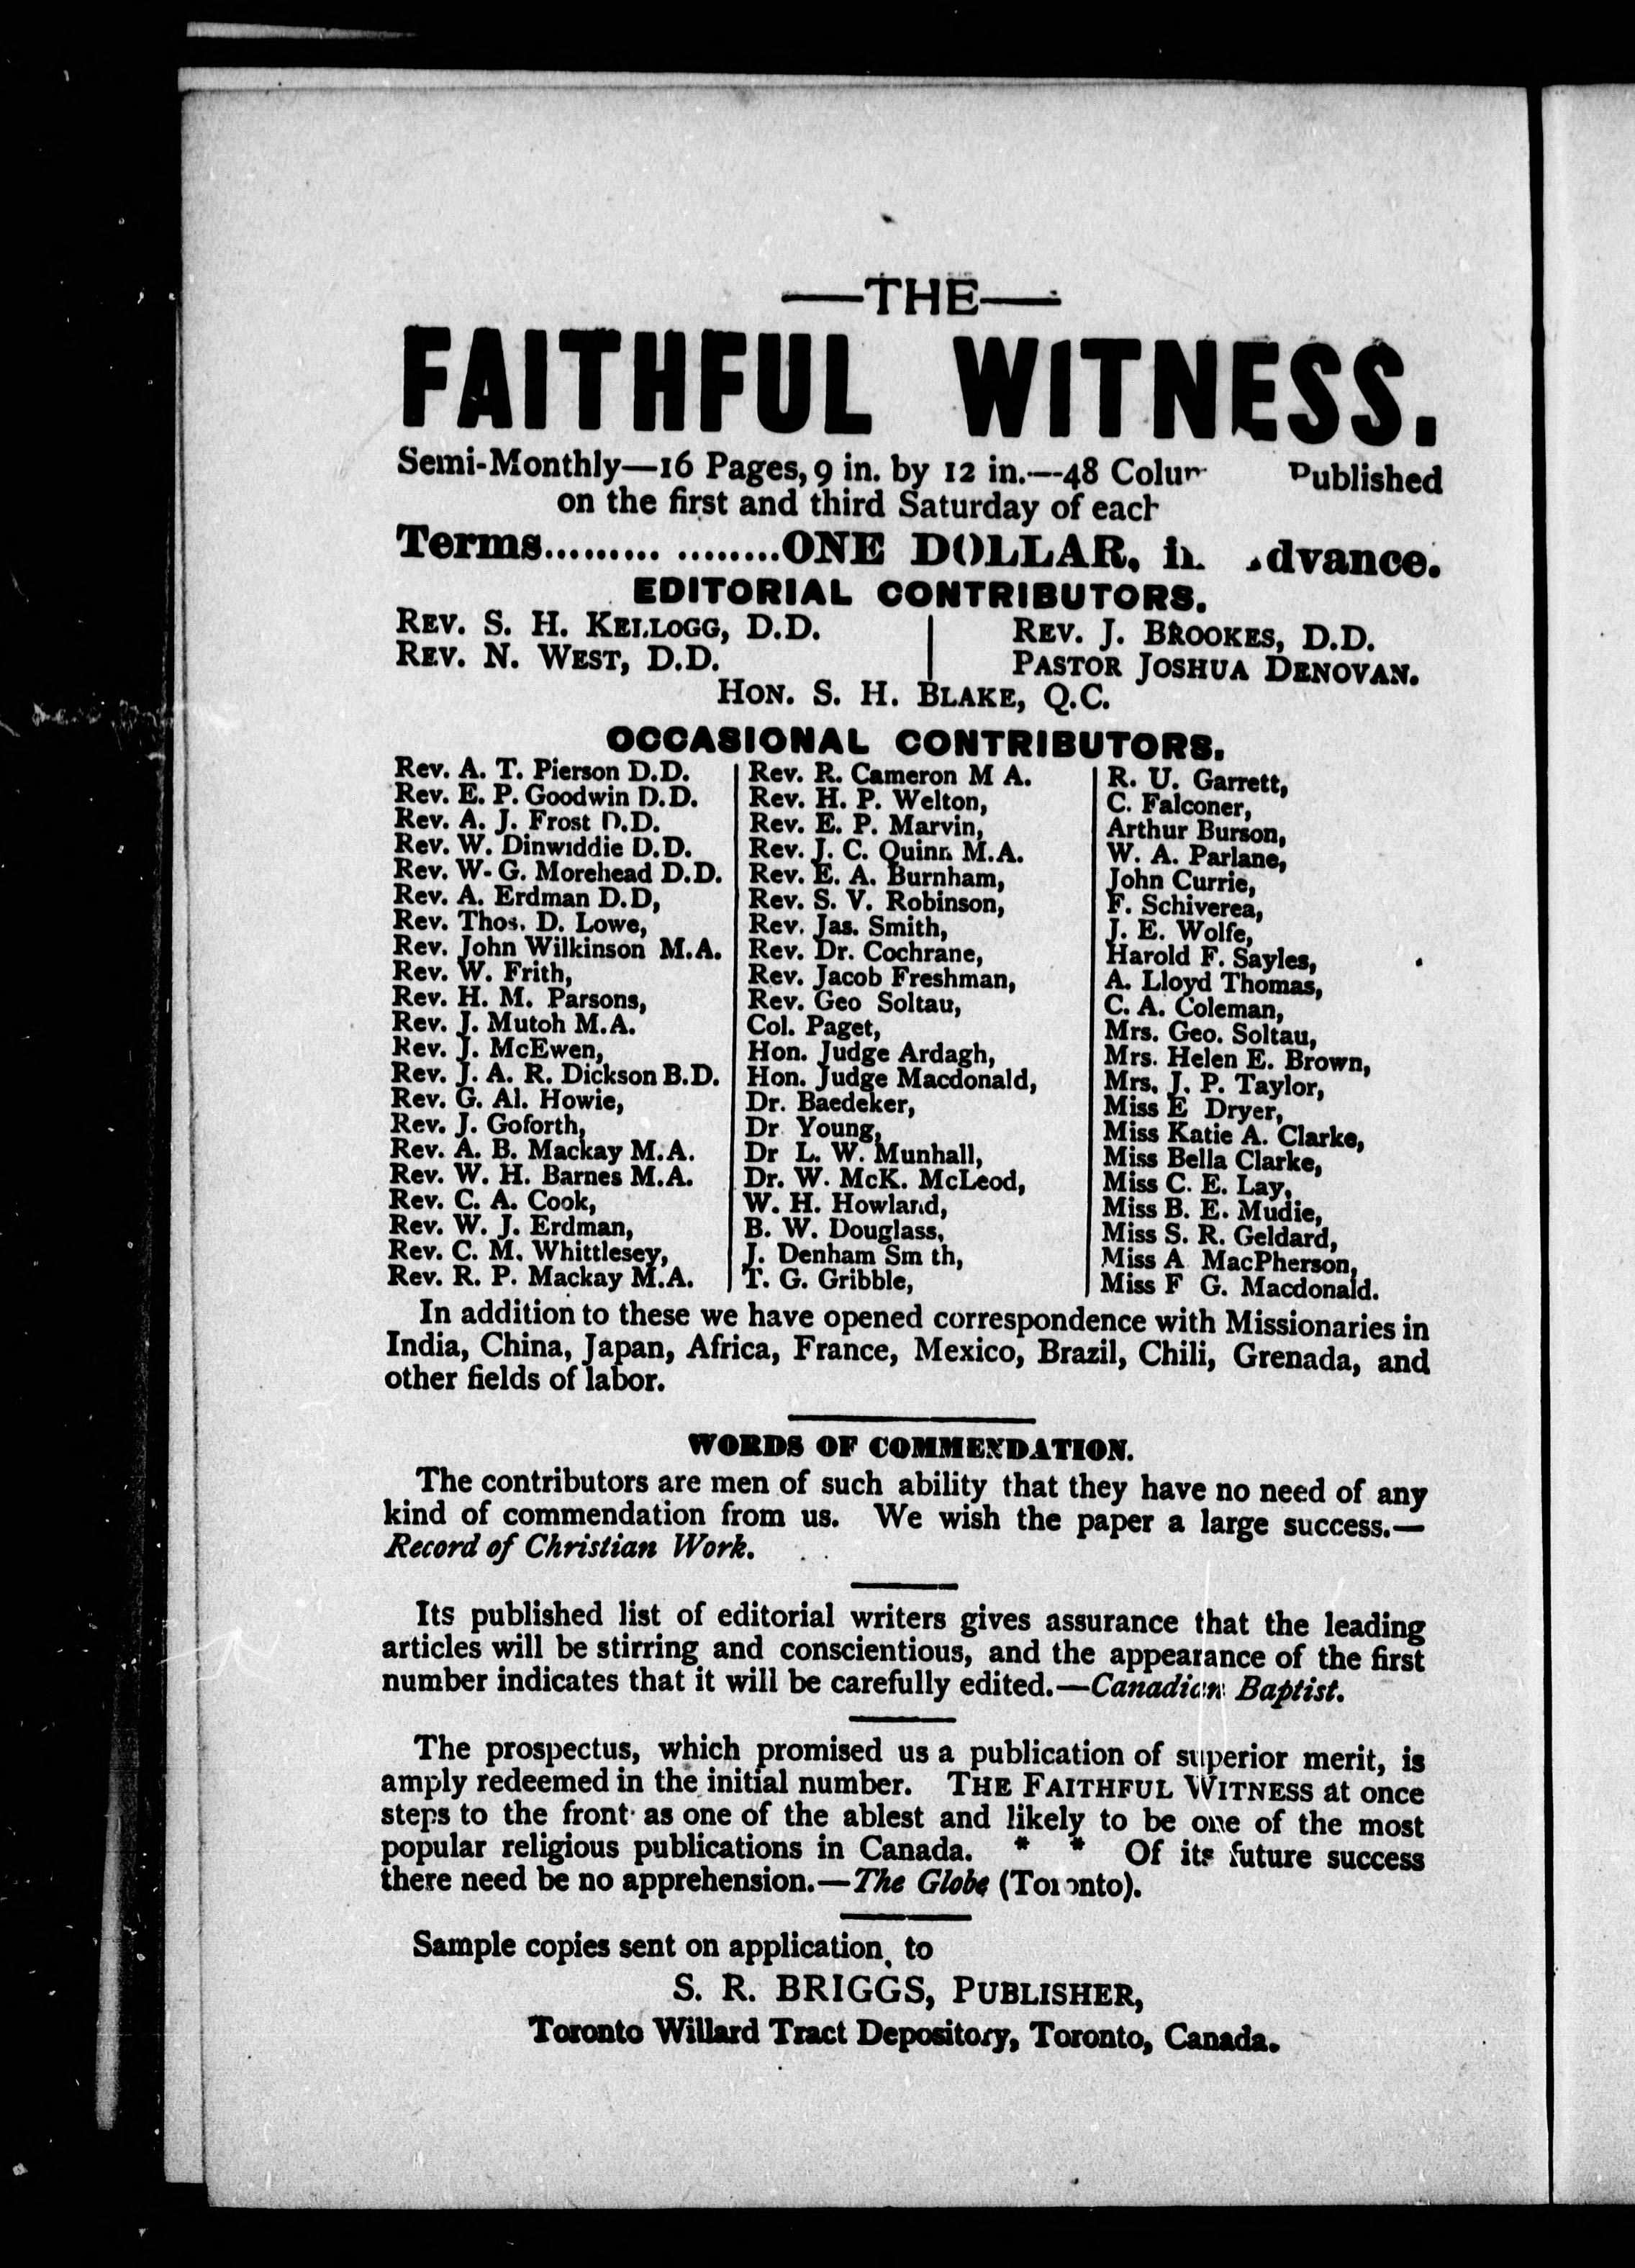 —THE—
FAITHFUL WITNESS.
Semi-Monthly—16 Pages, 9 in. by 12 in.—48 Published
on the first and third Saturday of
Terms.................ONE DOLLAR,
EDITORIAL CONTRIBUTORS.
REV. S. H. KELLOGG, D.D.
REV. N. WEST, D.D.
REV. J. BROOKES, D.D.
PASTOR JOSHUA DENOVAN.
HON. S. H. BLAKE, Q.C.
OCCASIONAL CONTRIBUTORS.
Rev. A. T. Pierson D.D.
Rev. E. P. Goodwin D.D.
Rev. A. J. Frost D.D.
Rev. W. Dinwiddie D.D.
Rev. W. G. Morehead D.D.
Rev. A. Erdman D.D,
Rev. Thos. D. Lowe,
Rev. John Wilkinson M.A.
Rev. W. Frith,
Rev. H. M. Parsons,
Rev. J. Mutoh M.A.
Rev. J. McEwen,
Rev. J. A. R. Dickson B.D.
Rev. G. Al. Howie,
Rev. J. Goforth,
Rev. A. B. Mackay M.A.
Rev. W. H. Barnes M.A.
Rev. C. A. Cook,
Rev. W. J. Erdman,
Rev. C. M. Whittlesey,
Rev. R. P. Mackay M.A.
Rev. R. Cameron M A.
Rev. H. P. Welton,
Rev. E. P. Marvin,
Rev. J. C. Quinn M.A.
Rev. E. A. Burnham,
Rev. S. V. Robinson,
Rev. Jas. Smith,
Rev. Dr. Cochrane,
Rev. Jacob Freshman,
Rev. Geo Soltau,
Col. Paget,
Hon. Judge Ardagh,
Hon. Judge Macdonald,
Dr. Baedeker,
Dr Young,
Dr L. W. Munhall,
Dr. W. McK. McLeod,
W. H. Howland,
B. W. Douglass,
J. Denham Sm th,
T. G. Gribble,
R. U. Garrett,
C. Falconer,
Arthur Burson,
W. A. Parlane,
John Currie,
F. Schiverea,
J. E. Wolfe,
Harold F. Sayles,
A. Lloyd Thomas,
C. A. Coleman,
Mrs. Geo. Soltau,
Mrs. Helen E. Brown,
Mrs. J. P. Taylor,
Miss E Dryer,
Miss Katie A. Clarke,
Miss Bella Clarke,
Miss C. E. Lay,
Miss B. E. Mudie,
Miss S. R. Geldard,
Miss A MacPherson,
Miss F G. Macdonald.
In addition to these we have opened correspondence with Missionaries in
India, China, Japan, Africa, France, Mexico, Brazil, Chili, Grenada, and
other fields of labor.
WORDS OF COMMENDATION.
The contributors are men of such ability that they have no need of any
kind of commendation from us. We wish the paper a large success.—
Record of Christian Work.
Its published list of editorial writers gives assurance that the leading
articles will be stirring and conscientious, and the appearance of the first
number indicates that it will be carefully edited.—Canadian Baptist.
The prospectus, which promised us a publication of superior merit, is
amply redeemed in the initial number. THE FAITHFUL WITNESS at once
steps to the front as one of the ablest and likely to be one of the most
popular religious publications in Canada. * * Of its future success
there need be no apprehension.—The Globe (Toronto).
Sample copies sent on application to
S. R. BRIGGS, PUBLISHER,
Toronto Willard Tract Depository, Toronto, Canada.